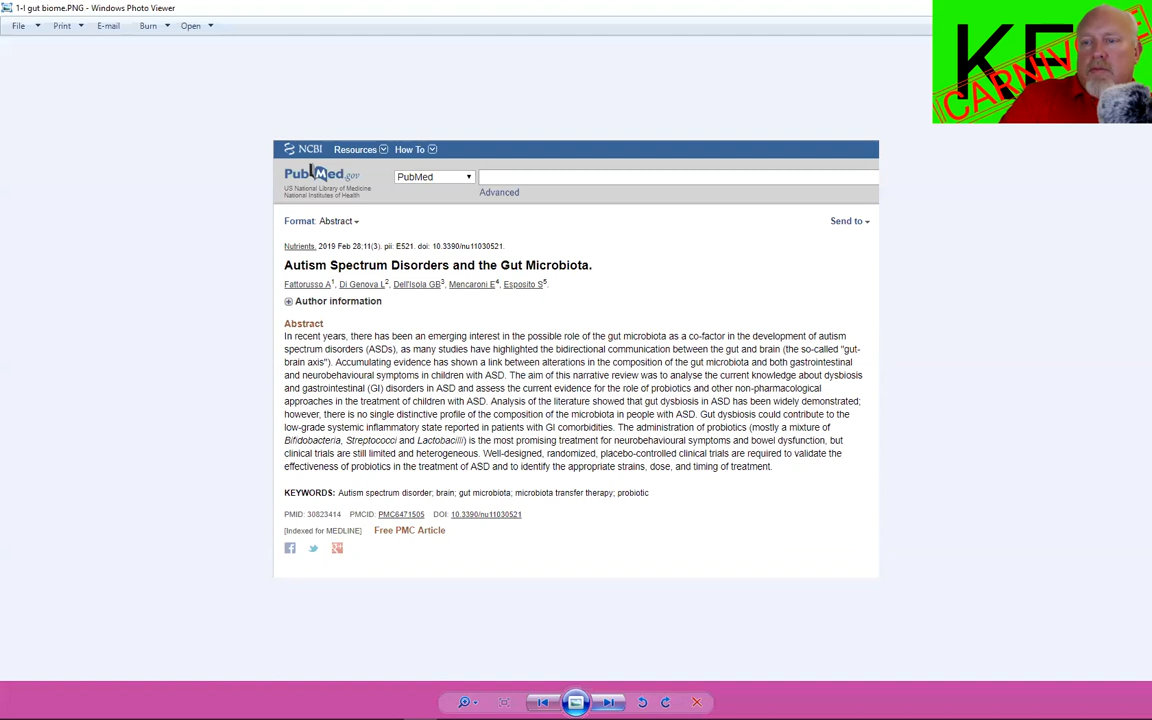 1-I gut biome.PNG - Windows Photo Viewer
File Print E-mail Burn Open
CARNIVORE
NCBI Resources How To
PubMed.gov
US National Library of Medicine
National Institutes of Health
PubMed
Advanced
Format: Abstract
Send to
Nutrients. 2019 Feb 28;11(3). pii: E521. doi: 10.3390/nu11030521.
Autism Spectrum Disorders and the Gut Microbiota.
Fattorusso A1, Di Genova L2, Dell'Isola GB3, Mencaroni E4, Esposito S5.
Author information
Abstract
In recent years, there has been an emerging interest in the possible role of the gut microbiota as a co-factor in the development of autism
spectrum disorders (ASDs), as many studies have highlighted the bidirectional communication between the gut and brain (the so-called "gut-
brain axis"). Accumulating evidence has shown a link between alterations in the composition of the gut microbiota and both gastrointestinal
and neurobehavioural symptoms in children with ASD. The aim of this narrative review was to analyse the current knowledge about dysbiosis
and gastrointestinal (GI) disorders in ASD and assess the current evidence for the role of probiotics and other non-pharmacological
approaches in the treatment of children with ASD. Analysis of the literature showed that gut dysbiosis in ASD has been widely demonstrated;
however, there is no single distinctive profile of the composition of the microbiota in people with ASD. Gut dysbiosis could contribute to the
low-grade systemic inflammatory state reported in patients with GI comorbidities. The administration of probiotics (mostly a mixture of
Bifidobacteria, Streptococci and Lactobacilli) is the most promising treatment for neurobehavioural symptoms and bowel dysfunction, but
clinical trials are still limited and heterogeneous. Well-designed, randomized, placebo-controlled clinical trials are required to validate the
effectiveness of probiotics in the treatment of ASD and to identify the appropriate strains, dose, and timing of treatment.
KEYWORDS: Autism spectrum disorder; brain; gut microbiota; microbiota transfer therapy; probiotic
PMID: 30823414 PMCID: PMC6471505 DOI: 10.3390/nu11030521
[Indexed for MEDLINE] Free PMC Article